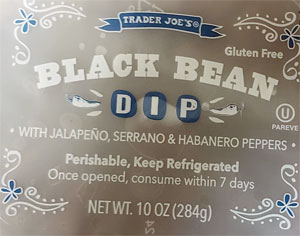 TRADER JOE'S®
Gluten Free
BLACK BEAN
DIP
U
PAREVE
• WITH JALAPEÑO, SERRANO & HABANERO PEPPERS •
Perishable, Keep Refrigerated
Once opened, consume within 7 days
NET WT. 10 OZ (284g)